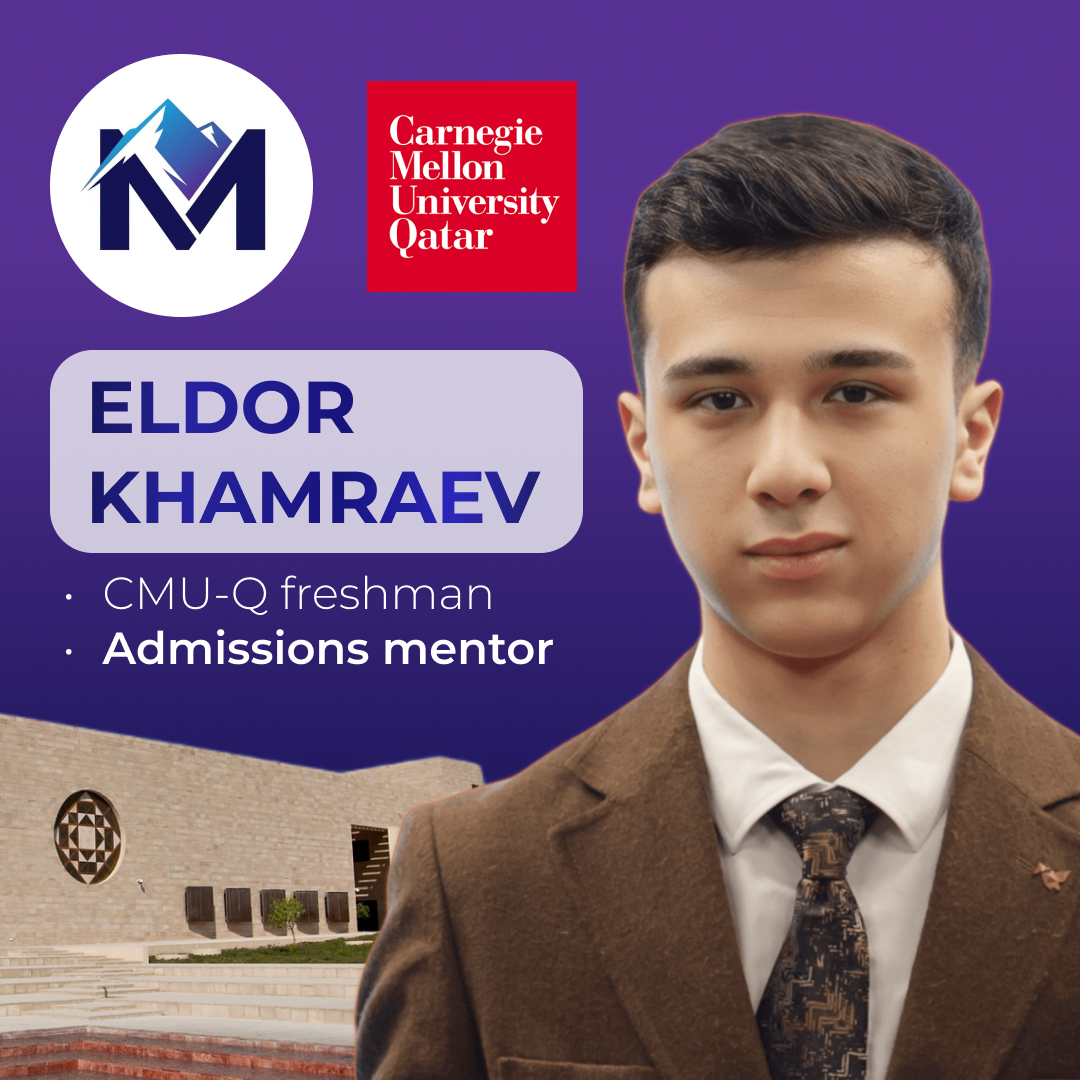 M
Carnegie
Mellon
University
Qatar
ELDOR
KHAMRAEV
· CMU-Q freshman
· Admissions mentor